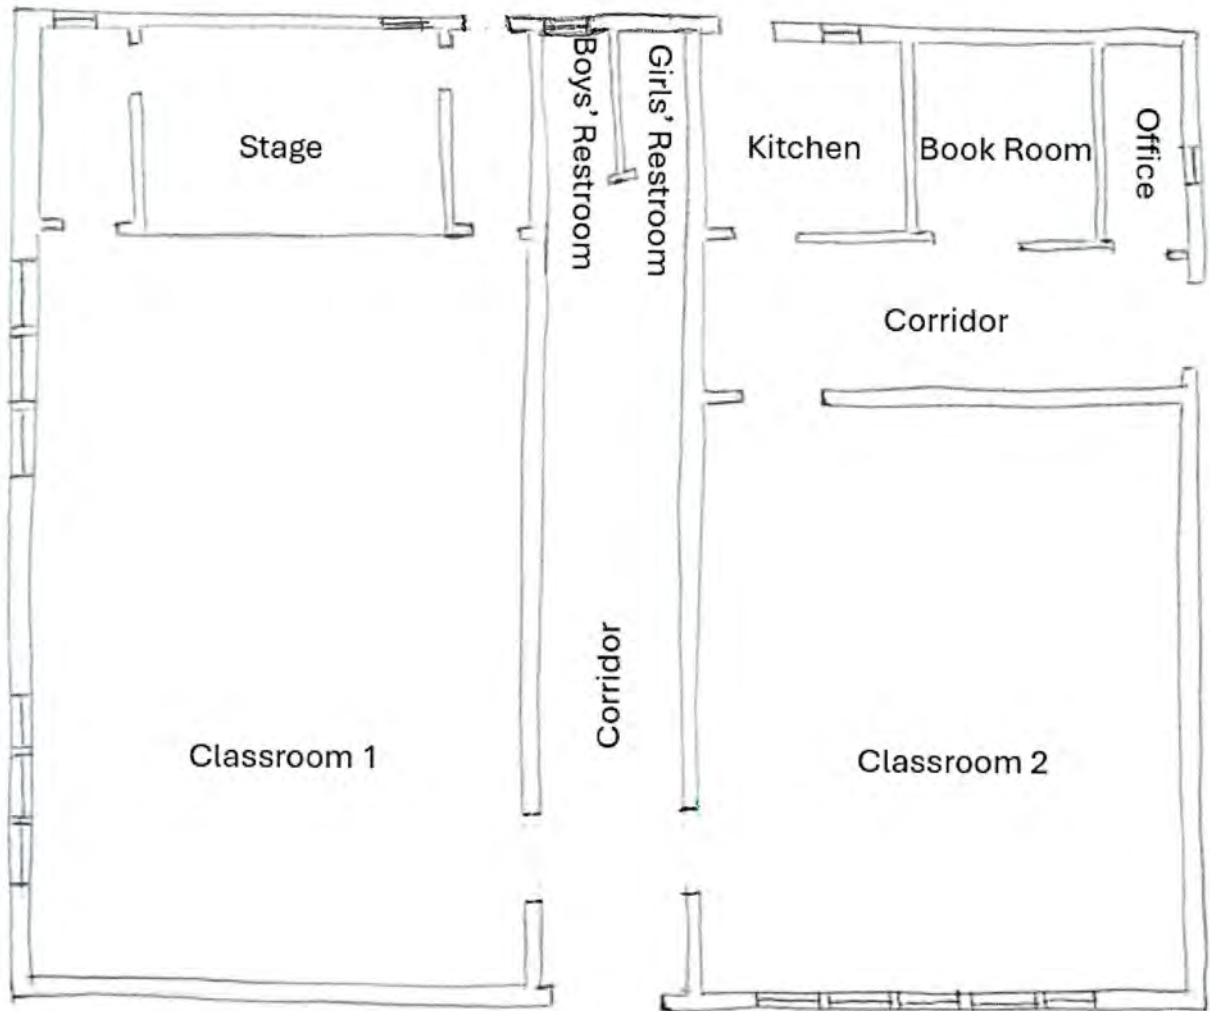 Stage
Boys’ Restroom
Girls’ Restroom
Kitchen
Book Room
Office
Corridor
Corridor
Classroom 1
Classroom 2